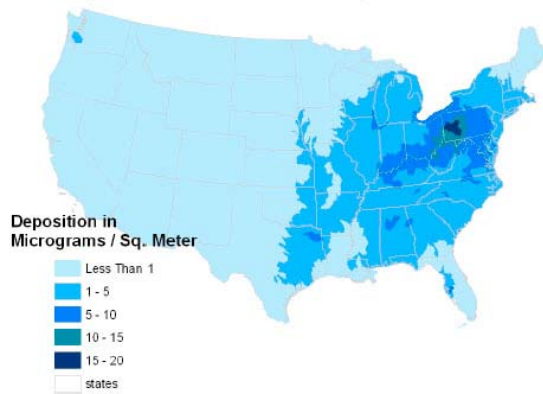 Deposition in
Micrograms / Sq. Meter
Less Than 1
1 - 5
5 - 10
10 - 15
15 - 20
states